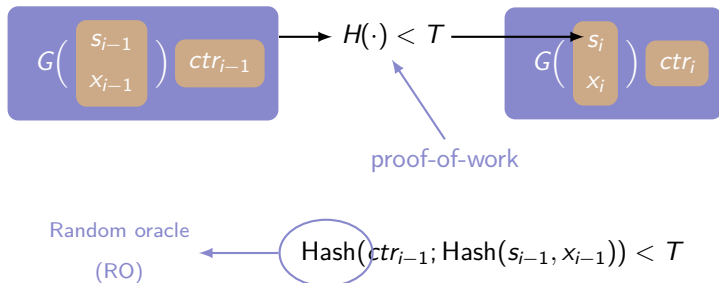 G( s_{i−1} x_{i−1} ) ctr_{i−1} H(·) < T G( s_i x_i ) ctr_i
proof-of-work
Random oracle
(RO)
Hash(ctr_{i−1}; Hash(s_{i−1}, x_{i−1})) < T